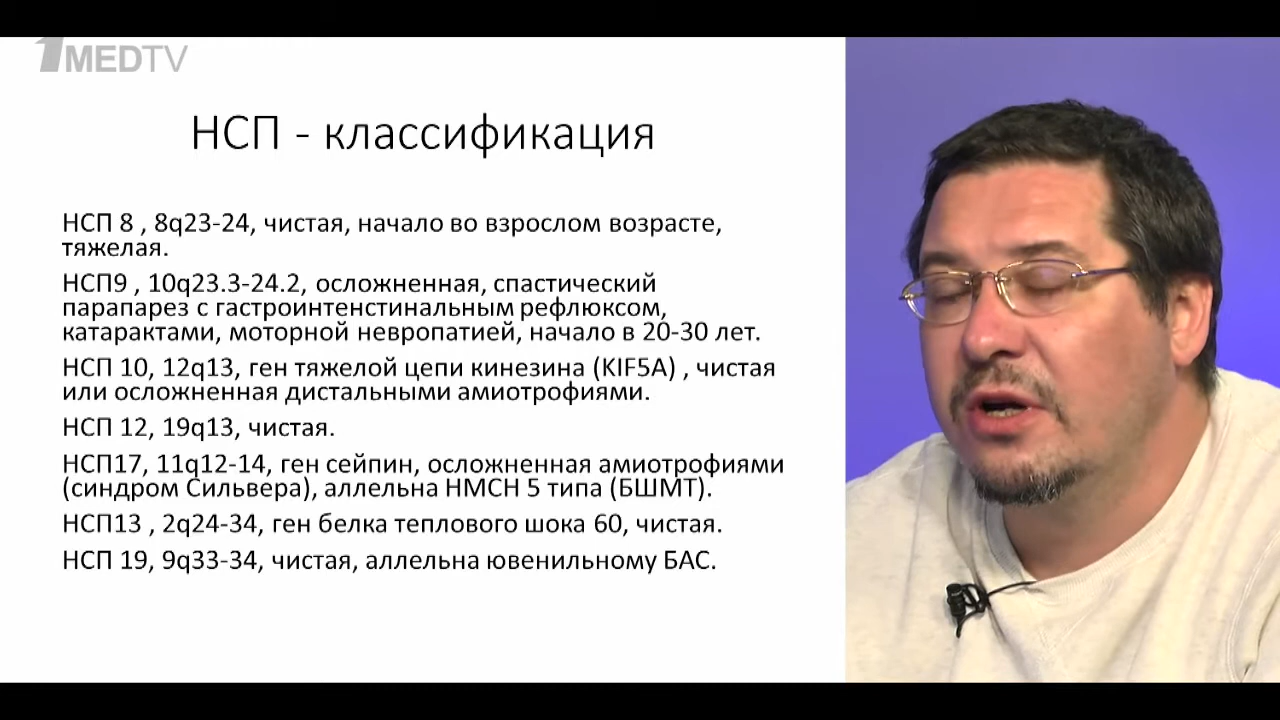 1MEDTV
НСП - классификация
НСП 8 , 8q23-24, чистая, начало во взрослом возрасте,
тяжелая.
НСП9 , 10q23.3-24.2, осложненная, спастический
парапарез с гастроинтенстинальным рефлюксом,
катарактами, моторной невропатией, начало в 20-30 лет.
НСП 10, 12q13, ген тяжелой цепи кинезина (KIF5A) , чистая
или осложненная дистальными амиотрофиями.
НСП 12, 19q13, чистая.
НСП17, 11q12-14, ген сейпин, осложненная амиотрофиями
(синдром Сильвера), аллельна НМСН 5 типа (БШМТ).
НСП13 , 2q24-34, ген белка теплового шока 60, чистая.
НСП 19, 9q33-34, чистая, аллельна ювенильному БАС.